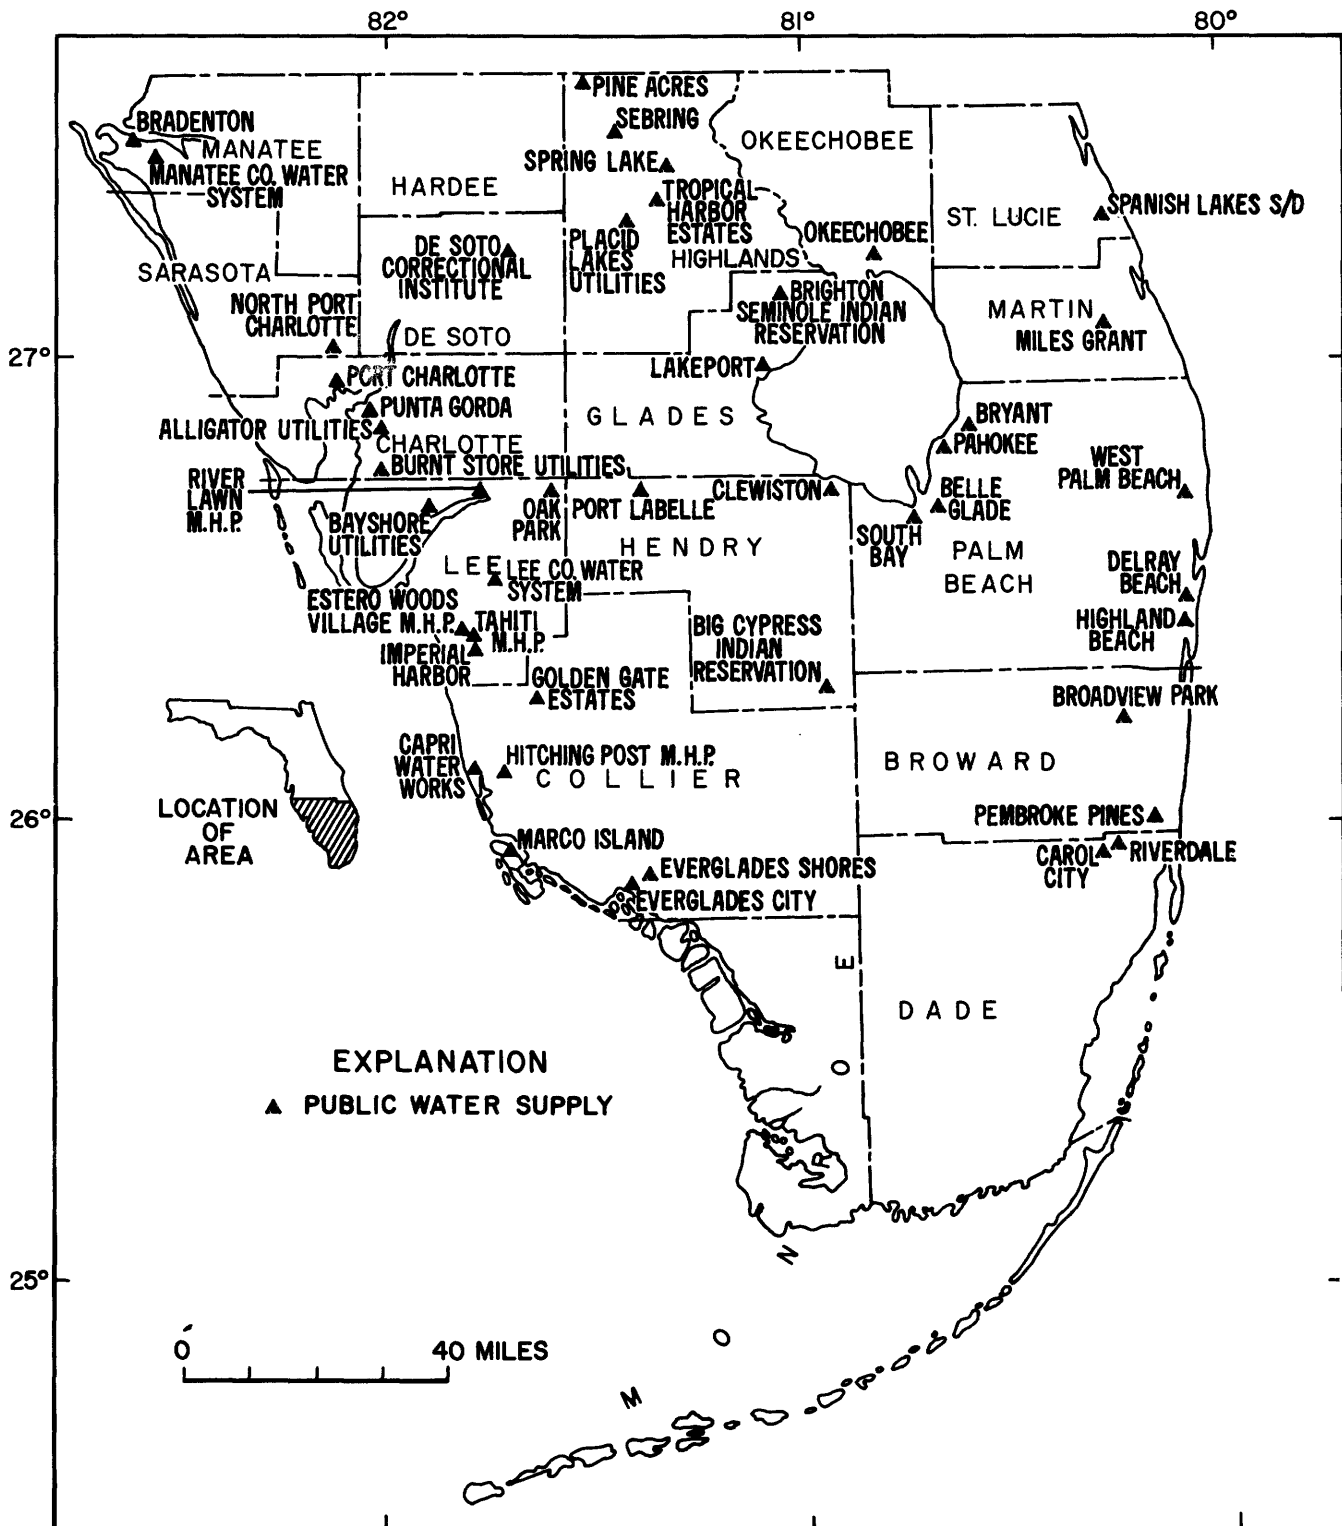 82° 81° 80°
PINE ACRES
BRADENTON
SEBRING
MANATEE
OKEECHOBEE
MANATEE CO. WATER
SYSTEM
SPRING LAKE
HARDEE
TROPICAL
HARBOR
ESTATES
SPANISH LAKES S/D
ST. LUCIE
OKEECHOBEE
PLACID
LAKES
UTILITIES
DE SOTO
CORRECTIONAL
INSTITUTE
HIGHLANDS
SARASOTA
BRIGHTON
SEMINOLE INDIAN
RESERVATION
NORTH PORT
CHARLOTTE
MARTIN
MILES GRANT
DE SOTO
27°
LAKEPORT
PORT CHARLOTTE
PUNTA GORDA
GLADES
BRYANT
ALLIGATOR UTILITIES
CHARLOTTE
PAHOKEE
BURNT STORE UTILITIES
WEST
PALM BEACH
RIVER
LAWN
M.H.P.
CLEWISTON
BELLE
GLADE
OAK
PARK
PORT LABELLE
BAYSHORE
UTILITIES
SOUTH
BAY
HENDRY
PALM
BEACH
LEE
LEE CO. WATER
SYSTEM
DELRAY
BEACH
ESTERO WOODS
VILLAGE M.H.P.
TAHITI
M.H.P.
HIGHLAND
BEACH
BIG CYPRESS
INDIAN
RESERVATION
IMPERIAL
HARBOR
GOLDEN GATE
ESTATES
BROADVIEW PARK
CAPRI
WATER
WORKS
HITCHING POST M.H.P.
COLLIER
BROWARD
LOCATION
OF
AREA
26°
PEMBROKE PINES
MARCO ISLAND
CAROL
CITY
RIVERDALE
EVERGLADES SHORES
EVERGLADES CITY
DADE
MONROE
EXPLANATION
PUBLIC WATER SUPPLY
25°
0 40 MILES